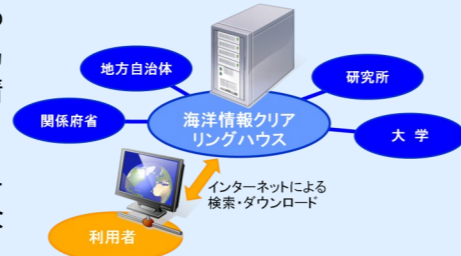 地方自治体
研究所
関係府省
海洋情報クリア
リングハウス
大 学
インターネットによる
検索・ダウンロード
利用者